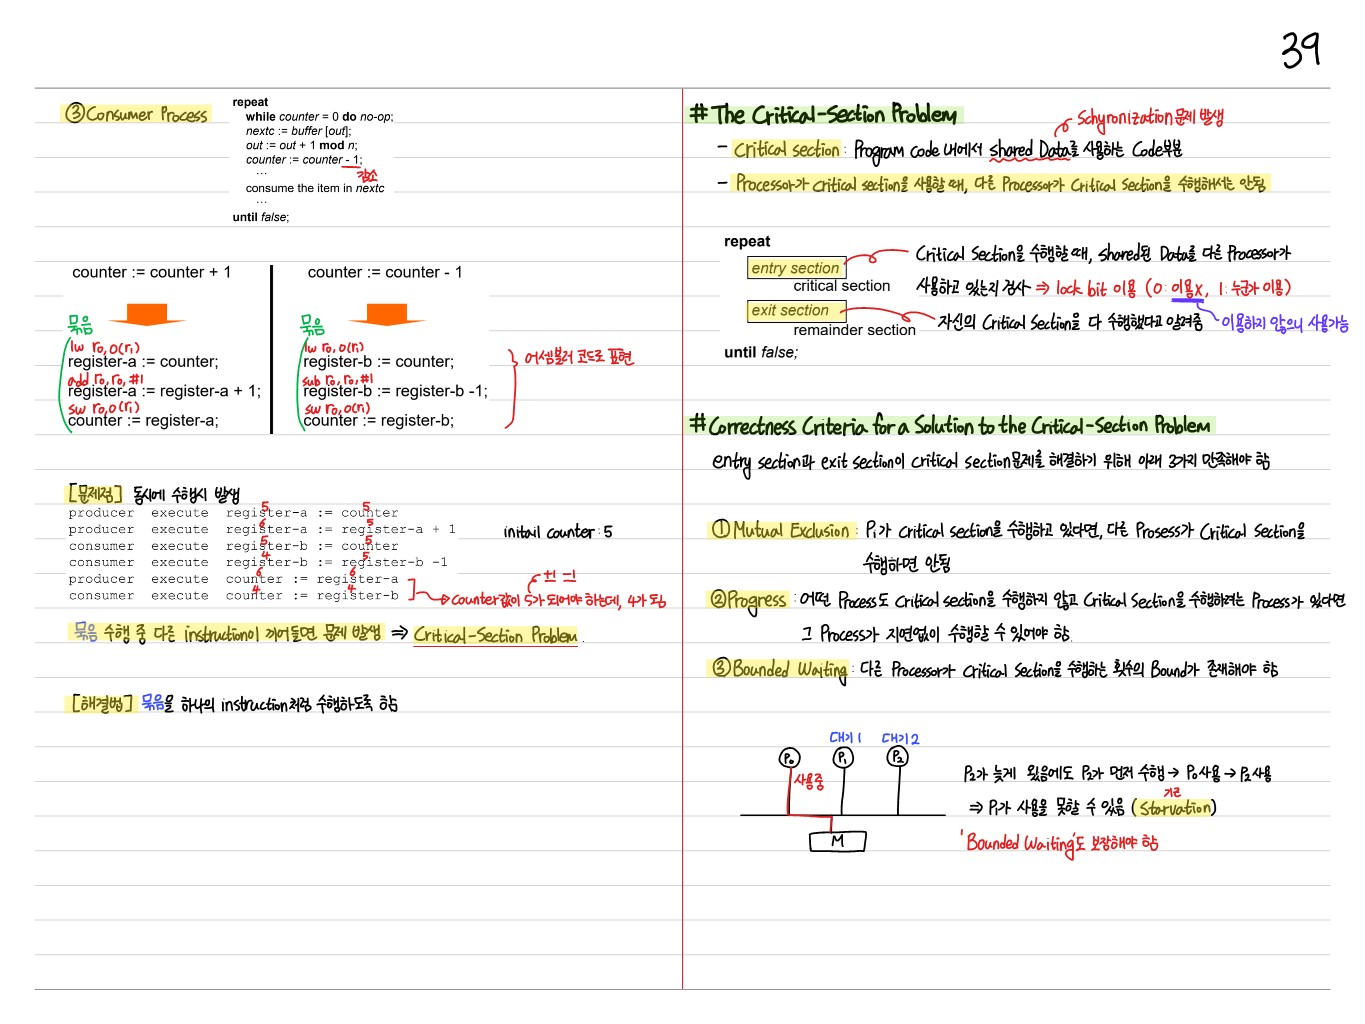 39
③ Consumer Process
repeat
while counter = 0 do no-op;
nextc := buffer [out];
out := out + 1 mod n;
counter := counter - 1;
감소
...
consume the item in nextc
...
until false;
counter := counter + 1
묶음
lw r0, 0(r1)
register-a := counter;
add r0, r0, #1
register-a := register-a + 1;
sw r0, 0(r1)
counter := register-a;
counter := counter - 1
묶음
lw r0, 0(r1)
register-b := counter;
sub r0, r0, #1
register-b := register-b -1;
sw r0, 0(r1)
counter := register-b;
어셈블러 코드로 표현
[문제점] 동시에 수행시 발생
5 5
producer execute register-a := counter
6 5
producer execute register-a := register-a + 1
initail counter : 5
5 5
consumer execute register-b := counter
4 5
consumer execute register-b := register-b -1
6 6
producer execute counter := register-a
4 4
consumer execute counter := register-b
+1 -1
counter값이 5가 되어야 하는데, 4가 됨
묶음 수행 중 다른 instruction이 끼어들면 문제 발생 ⇒ Critical-Section Problem.
[해결법] 묶음을 하나의 instruction처럼 수행하도록 함
# The Critical-Section Problem
Schyronization 문제 발생
- Critical section : Program code 내에서 shared Data를 사용하는 Code부분
- Processor가 critical section을 사용할 때, 다른 Processor가 Critical Section을 수행해서는 안됨
repeat
entry section
critical section
exit section
remainder section
until false;
Critical Section을 수행할 때, shared된 Data를 다른 Processor가
사용하고 있는지 검사 ⇒ lock bit 이용 (0 : 이용x, 1 : 누군가 이용)
자신의 Critical Section을 다 수행했다고 알려줌
이용하지 않으니 사용가능
# Correctness Criteria for a Solution to the Critical-Section Problem
entry section과 exit section이 critical section문제를 해결하기 위해 아래 3가지 만족해야 함
① Mutual Exclusion : Pi가 critical section을 수행하고 있다면, 다른 Prosess가 Critical Section을
수행하면 안됨
② Progress : 어떤 Process도 Critical section을 수행하지 않고 Critical Section을 수행하려는 Process가 있다면
그 Process가 지연없이 수행할 수 있어야 함.
③ Bounded Waiting : 다른 Processor가 Critical Section을 수행하는 횟수의 Bound가 존재해야 함
대기1 대기2
P0 P1 P2
사용중
M
P2가 늦게 왔음에도 P2가 먼저 수행 → P0사용 → P2사용
⇒ P1가 사용을 못할 수 있음 (Starvation)
기근
'Bounded Waiting'도 보장해야 함